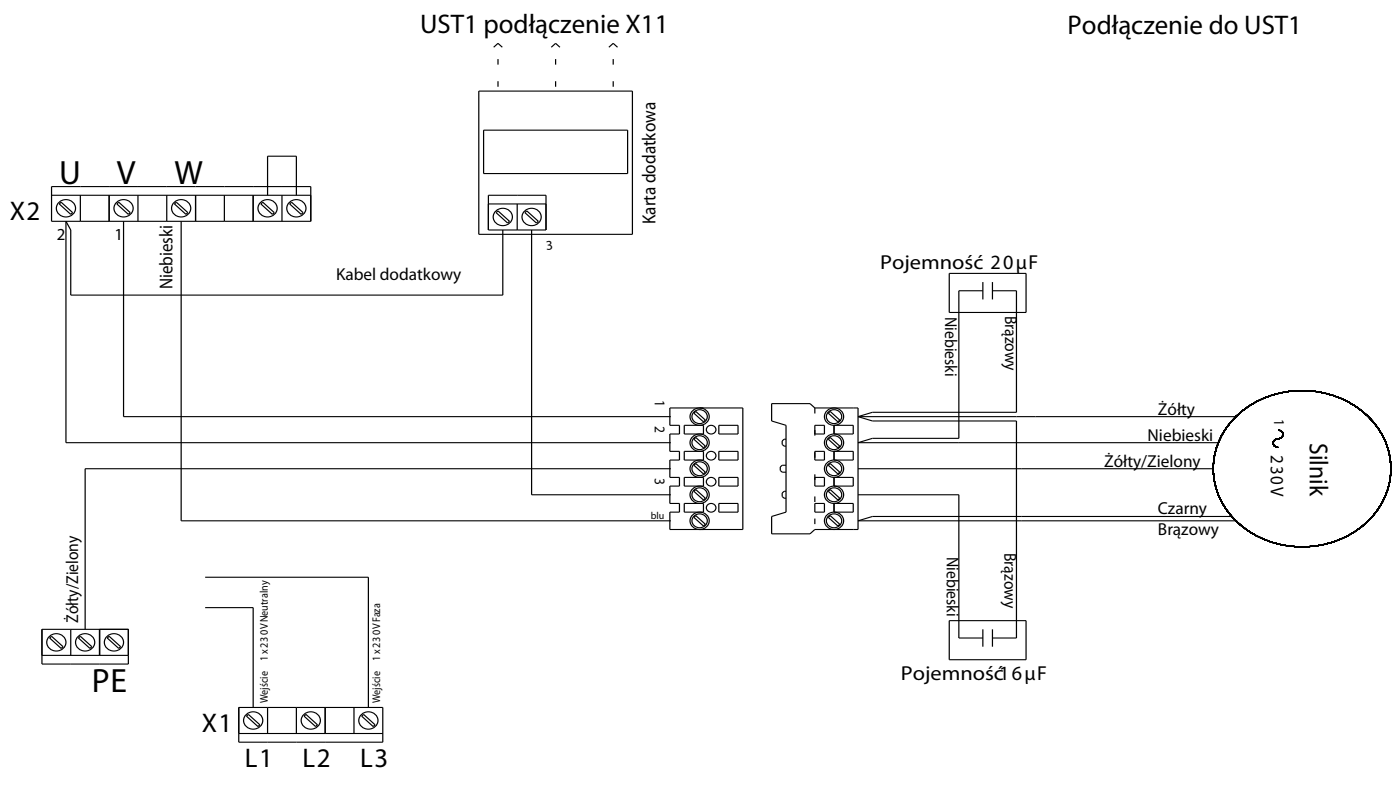 UST1 podłączenie X11
Podłączenie do UST1
Karta dodatkowa
U V W
X2
2
1
Niebieski
3
Kabel dodatkowy
Pojemność 20µF
Niebieski
Brązowy
1
2
3
blu
Żółty
Niebieski
Żółty/Zielony
Czarny
Brązowy
Silnik
1 230V
Żółty/Zielony
PE
Wejście 1x230V Neutralny
Wejście 1x230V Faza
Niebieski
Brązowy
Pojemność16µF
X1
L1 L2 L3